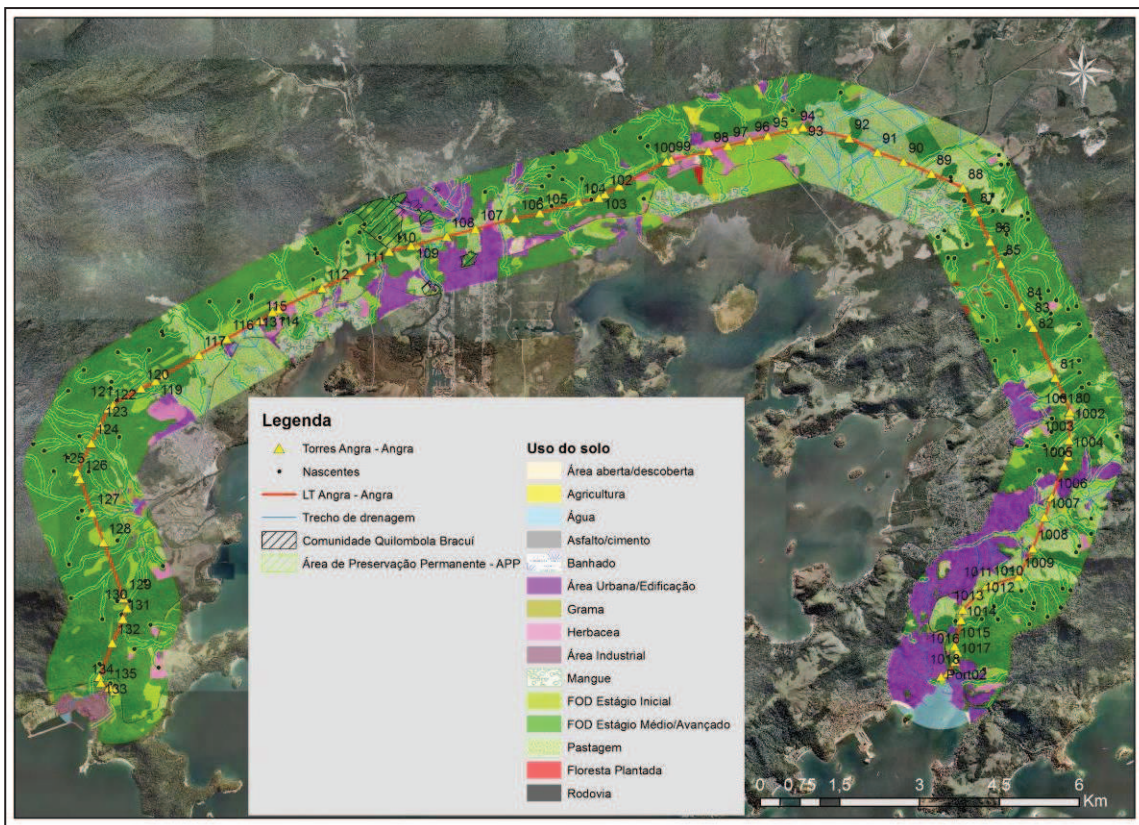 94
95
93
92
96
97
98
100 99
91
90
89
88
102
104
103
105
106
107
87
108
110
109
86
85
111
112
84
83
82
115
113 114
116
117
81
120
119
122
123
1002
1003
124
1004
1005
125
126
1006
127
1007
128
1008
1009
129
1010
1011
1012
130
131
1013
1014
132
1015
1016
1017
134
135
133
1018
Porto2
Legenda
Torres Angra - Angra
Nascentes
LT Angra - Angra
Trecho de drenagem
Comunidade Quilombola Bracuí
Área de Preservação Permanente - APP
Uso do solo
Área aberta/descoberta
Agricultura
Água
Asfalto/cimento
Banhado
Área Urbana/Edificação
Grama
Herbacea
Área Industrial
Mangue
FOD Estágio Inicial
FOD Estágio Médio/Avançado
Pastagem
Floresta Plantada
Rodovia
0 0,75 1,5 3 4,5 6
Km